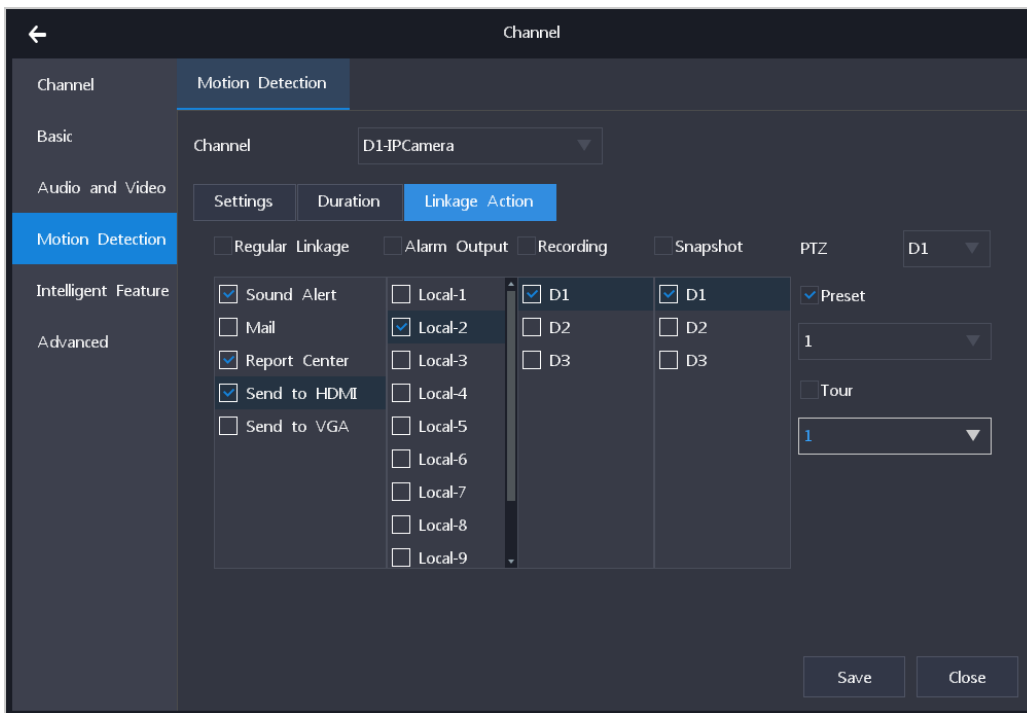 Channel
Channel
Basic
Audio and Video
Motion Detection
Intelligent Feature
Advanced
Motion Detection
Channel D1-IPCamera
Settings Duration Linkage Action
Regular Linkage Alarm Output Recording Snapshot PTZ D1
Sound Alert Local-1 D1 D1 Preset
Mail Local-2 D2 D2 1
Report Center Local-3 D3 D3
Send to HDMI Local-4 Tour
Send to VGA Local-5 1
Local-6
Local-7
Local-8
Local-9
Save Close